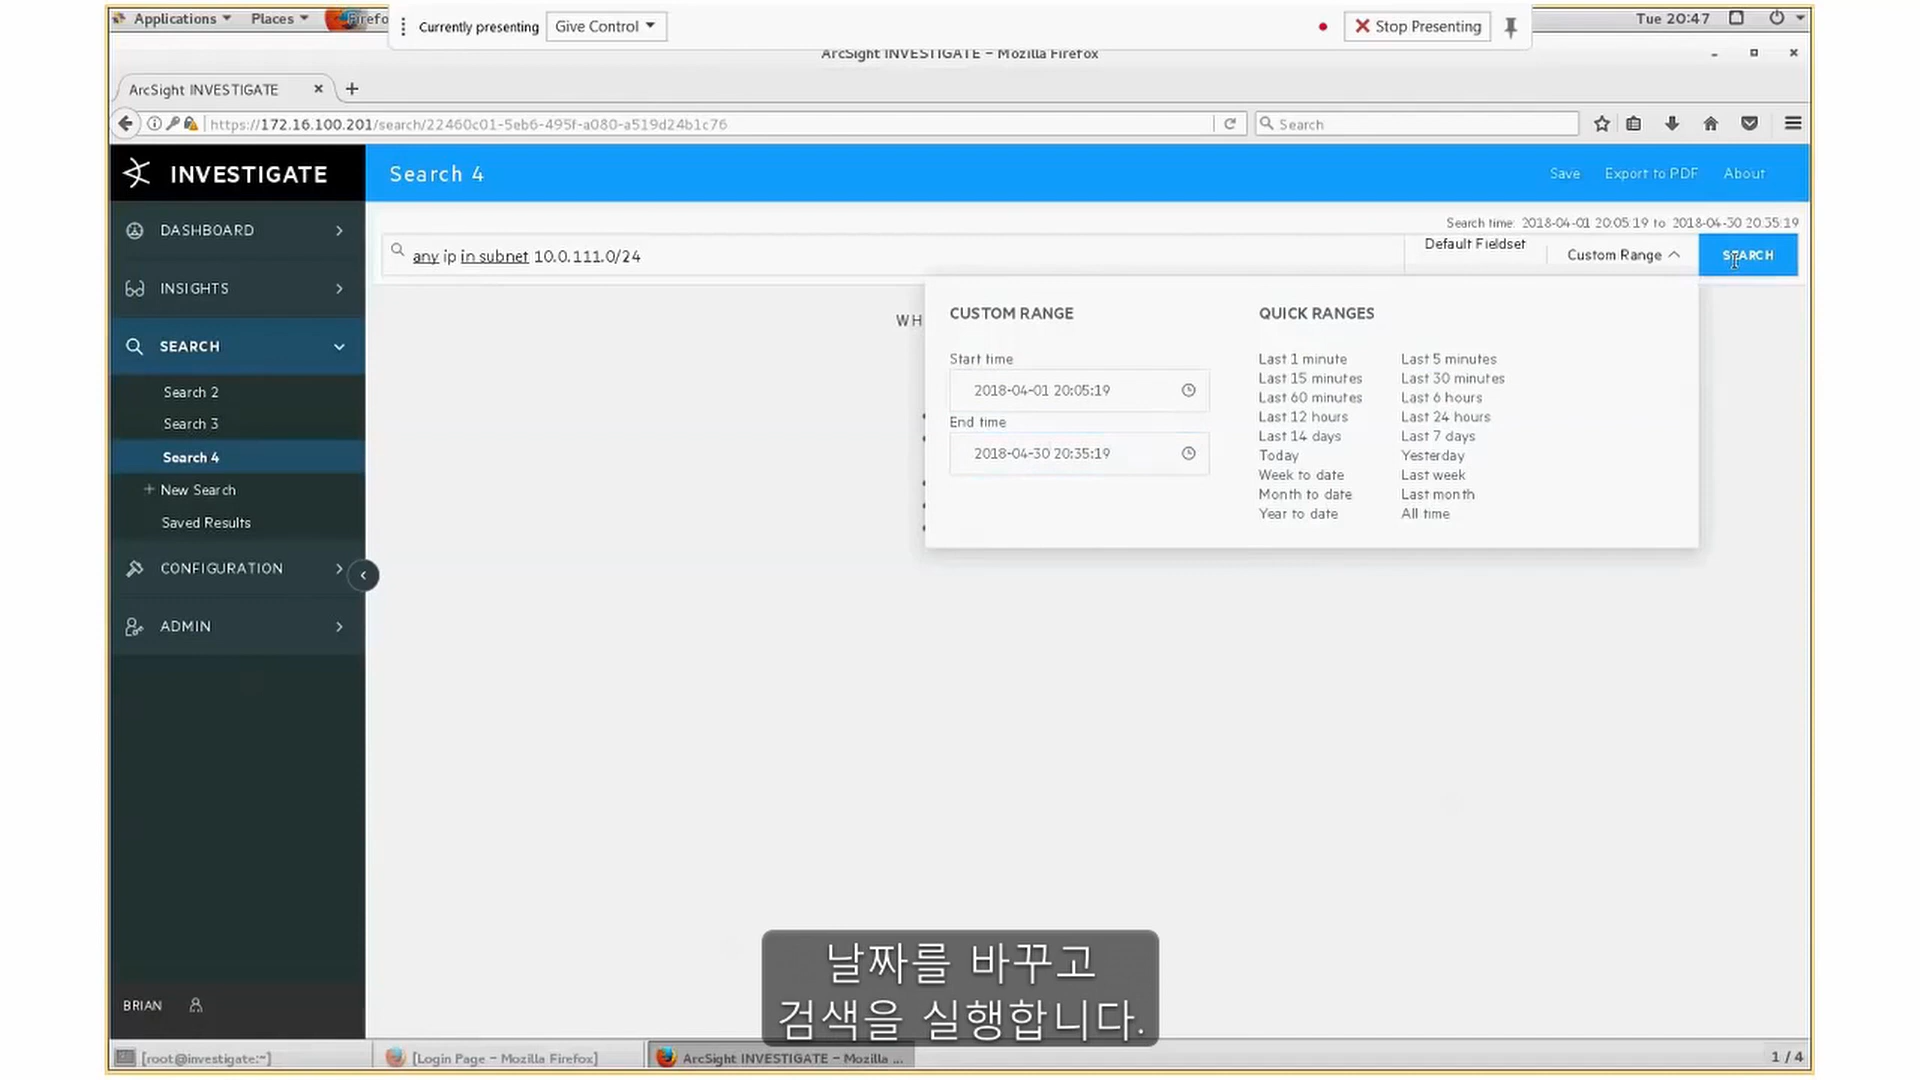 Applications
Places
Firefo
Currently presenting
Give Control
Stop Presenting
Tue 20:47
ArcSight INVESTIGATE - Mozilla Firefox
ArcSight INVESTIGATE
https://172.16.100.201/search/22460c01-5eb6-495f-a080-a519d24b1c76
Search
INVESTIGATE
Search 4
Save
Export to PDF
About
DASHBOARD
INSIGHTS
SEARCH
Search 2
Search 3
Search 4
+ New Search
Saved Results
CONFIGURATION
ADMIN
BRIAN
Search time: 2018-04-01 20:05:19 to 2018-04-30 20:35:19
any ip in subnet 10.0.111.0/24
Default Fieldset
Custom Range
SEARCH
WH
CUSTOM RANGE
Start time
2018-04-01 20:05:19
End time
2018-04-30 20:35:19
QUICK RANGES
Last 1 minute
Last 5 minutes
Last 15 minutes
Last 30 minutes
Last 60 minutes
Last 6 hours
Last 12 hours
Last 24 hours
Last 14 days
Last 7 days
Today
Yesterday
Week to date
Last week
Month to date
Last month
Year to date
All time
날짜를 바꾸고
검색을 실행합니다.
[root@investigate:~]
[Login Page - Mozilla Firefox]
ArcSight INVESTIGATE - Mozilla ...
1 / 4